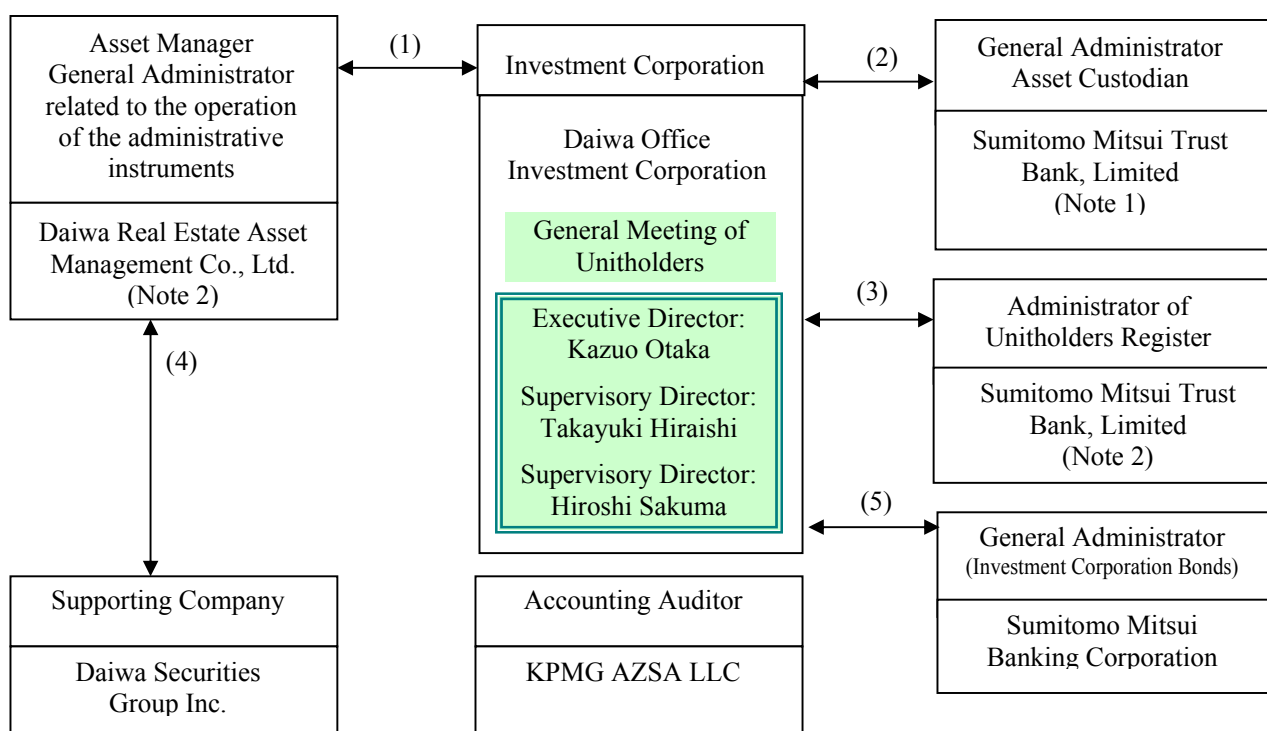 Asset Manager
General Administrator
related to the operation
of the administrative
instruments
Daiwa Real Estate Asset
Management Co., Ltd.
(Note 2)
(1)
Investment Corporation
Daiwa Office
Investment Corporation
General Meeting of
Unitholders
Executive Director:
Kazuo Otaka
Supervisory Director:
Takayuki Hiraishi
Supervisory Director:
Hiroshi Sakuma
(2)
General Administrator
Asset Custodian
Sumitomo Mitsui Trust
Bank, Limited
(Note 1)
(3)
Administrator of
Unitholders Register
Sumitomo Mitsui Trust
Bank, Limited
(Note 2)
(4)
(5)
General Administrator
(Investment Corporation Bonds)
Sumitomo Mitsui
Banking Corporation
Supporting Company
Daiwa Securities
Group Inc.
Accounting Auditor
KPMG AZSA LLC